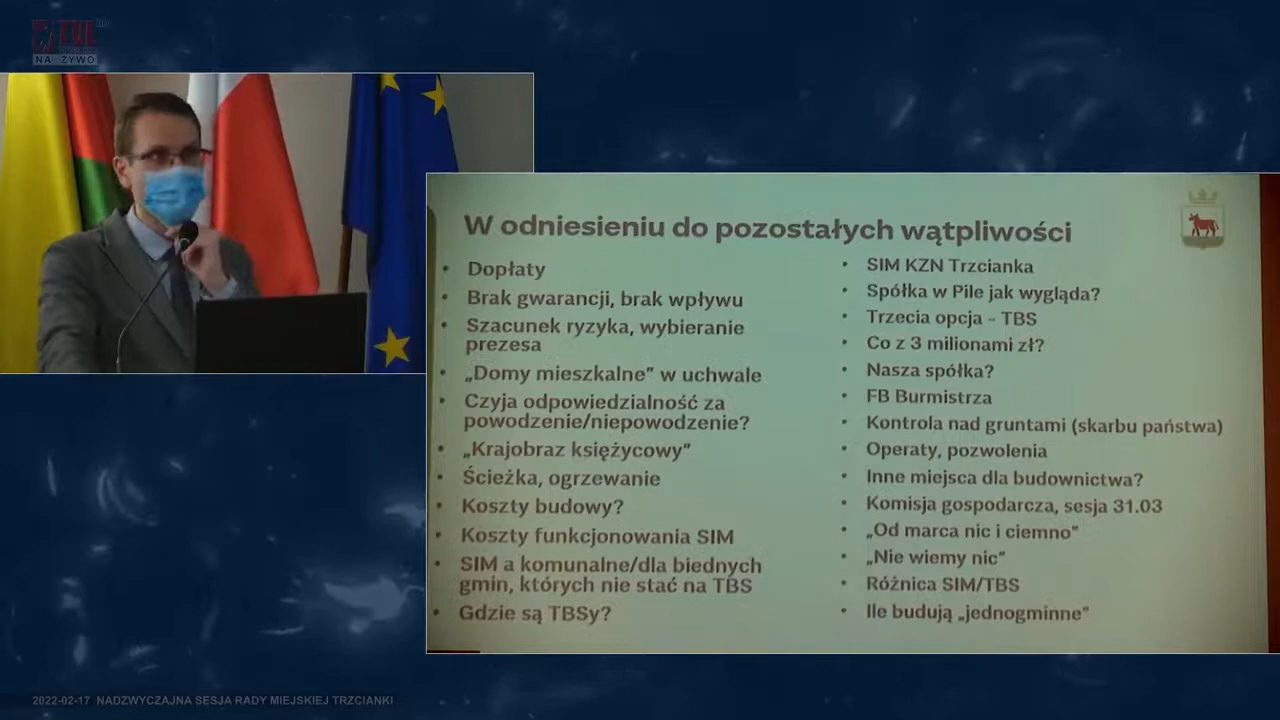 TVL
NA ŻYWO
W odniesieniu do pozostałych wątpliwości
• Dopłaty
• Brak gwarancji, brak wpływu
• Szacunek ryzyka, wybieranie
prezesa
• „Domy mieszkalne” w uchwale
• Czyja odpowiedzialność za
powodzenie/niepowodzenie?
• „Krajobraz księżycowy”
• Ścieżka, ogrzewanie
• Koszty budowy?
• Koszty funkcjonowania SIM
• SIM a komunalne/dla biednych
gmin, których nie stać na TBS
• Gdzie są TBSy?
• SIM KZN Trzcianka
• Spółka w Pile jak wygląda?
• Trzecia opcja – TBS
• Co z 3 milionami zł?
• Nasza spółka?
• FB Burmistrza
• Kontrola nad gruntami (skarbu państwa)
• Operaty, pozwolenia
• Inne miejsca dla budownictwa?
• Komisja gospodarcza, sesja 31.03
• „Od marca nic i ciemno”
• „Nie wiemy nic”
• Różnica SIM/TBS
• Ile budują „jednogminne”
2022-02-17 NADZWYCZAJNA SESJA RADY MIEJSKIEJ TRZCIANKI